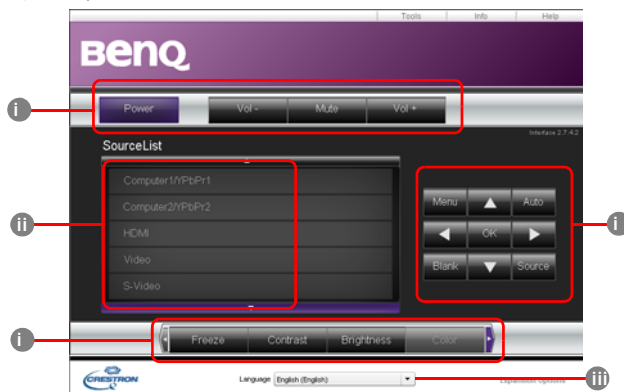 Tools Info Help
BenQ
i Power Vol - Mute Vol +
Interface 2.7.4.2
SourceList
Computer1/YPbPr1
Computer2/YPbPr2
HDMI
Video
S-Video
ii
Menu Auto
OK
Blank Source
i
i Freeze Contrast Brightness Color
CRESTRON Language English (English) Expansion Options iii